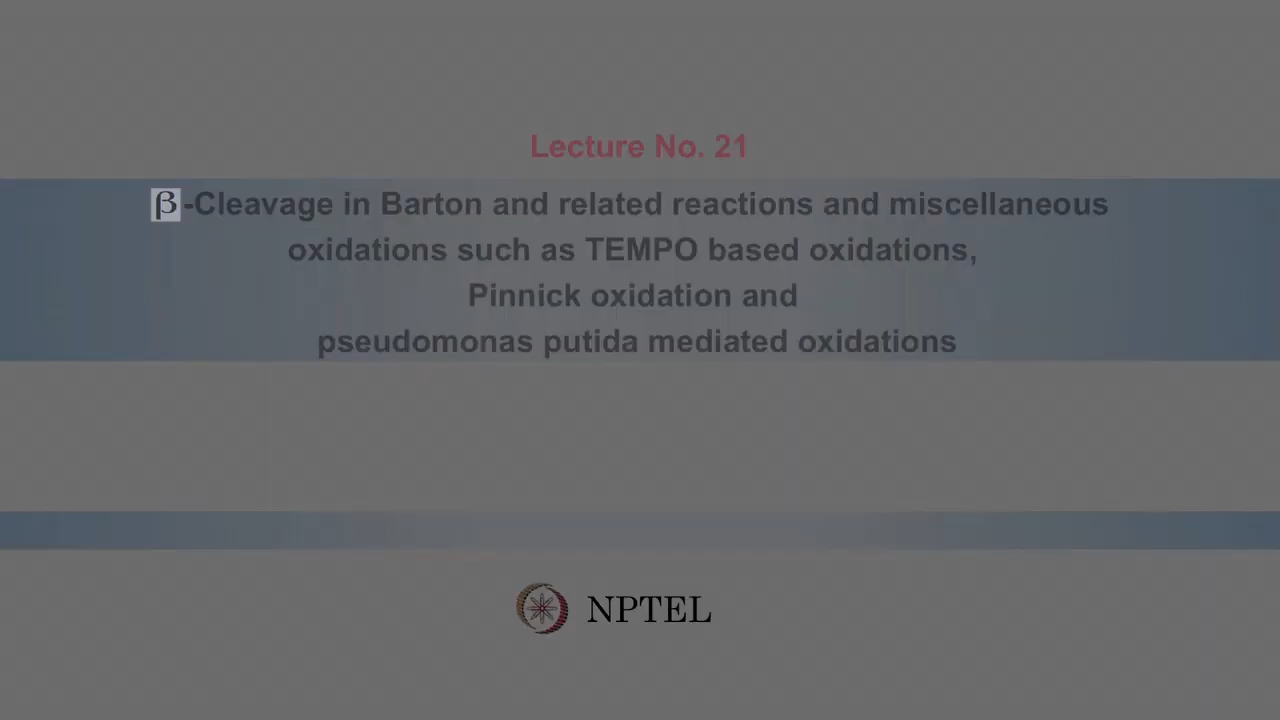 Lecture No. 21
β-Cleavage in Barton and related reactions and miscellaneous
oxidations such as TEMPO based oxidations,
Pinnick oxidation and
pseudomonas putida mediated oxidations
NPTEL